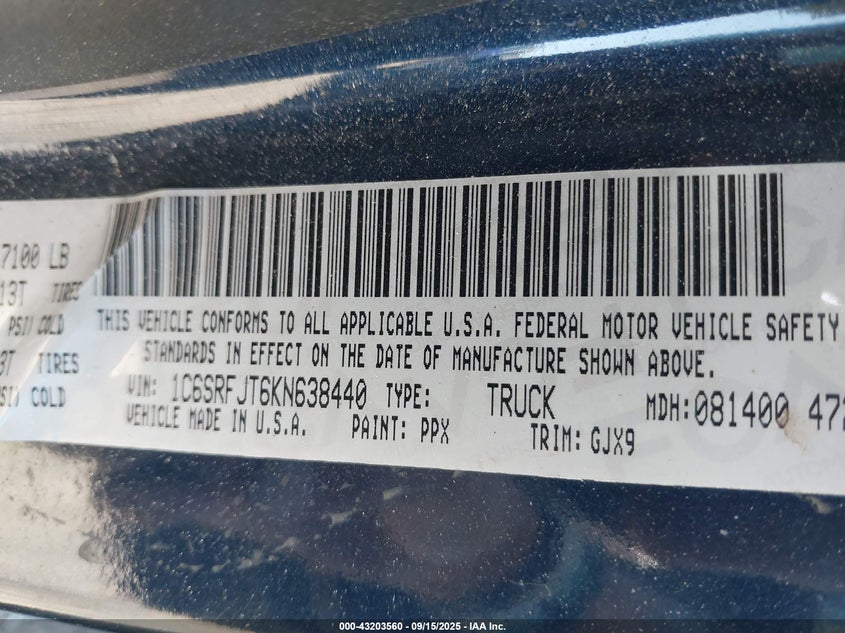 7100 LB
13T TIRES
PSI) COLD
3T TIRES
PSI) COLD
THIS VEHICLE CONFORMS TO ALL APPLICABLE U.S.A. FEDERAL MOTOR VEHICLE SAFETY
STANDARDS IN EFFECT ON THE DATE OF MANUFACTURE SHOWN ABOVE.
VIN: 1C6SRFJT6KN638440 TYPE: TRUCK MDH: 081400 472
VEHICLE MADE IN U.S.A. PAINT: PPX TRIM: GJX9
000-43203560 - 09/15/2025 - IAA Inc.